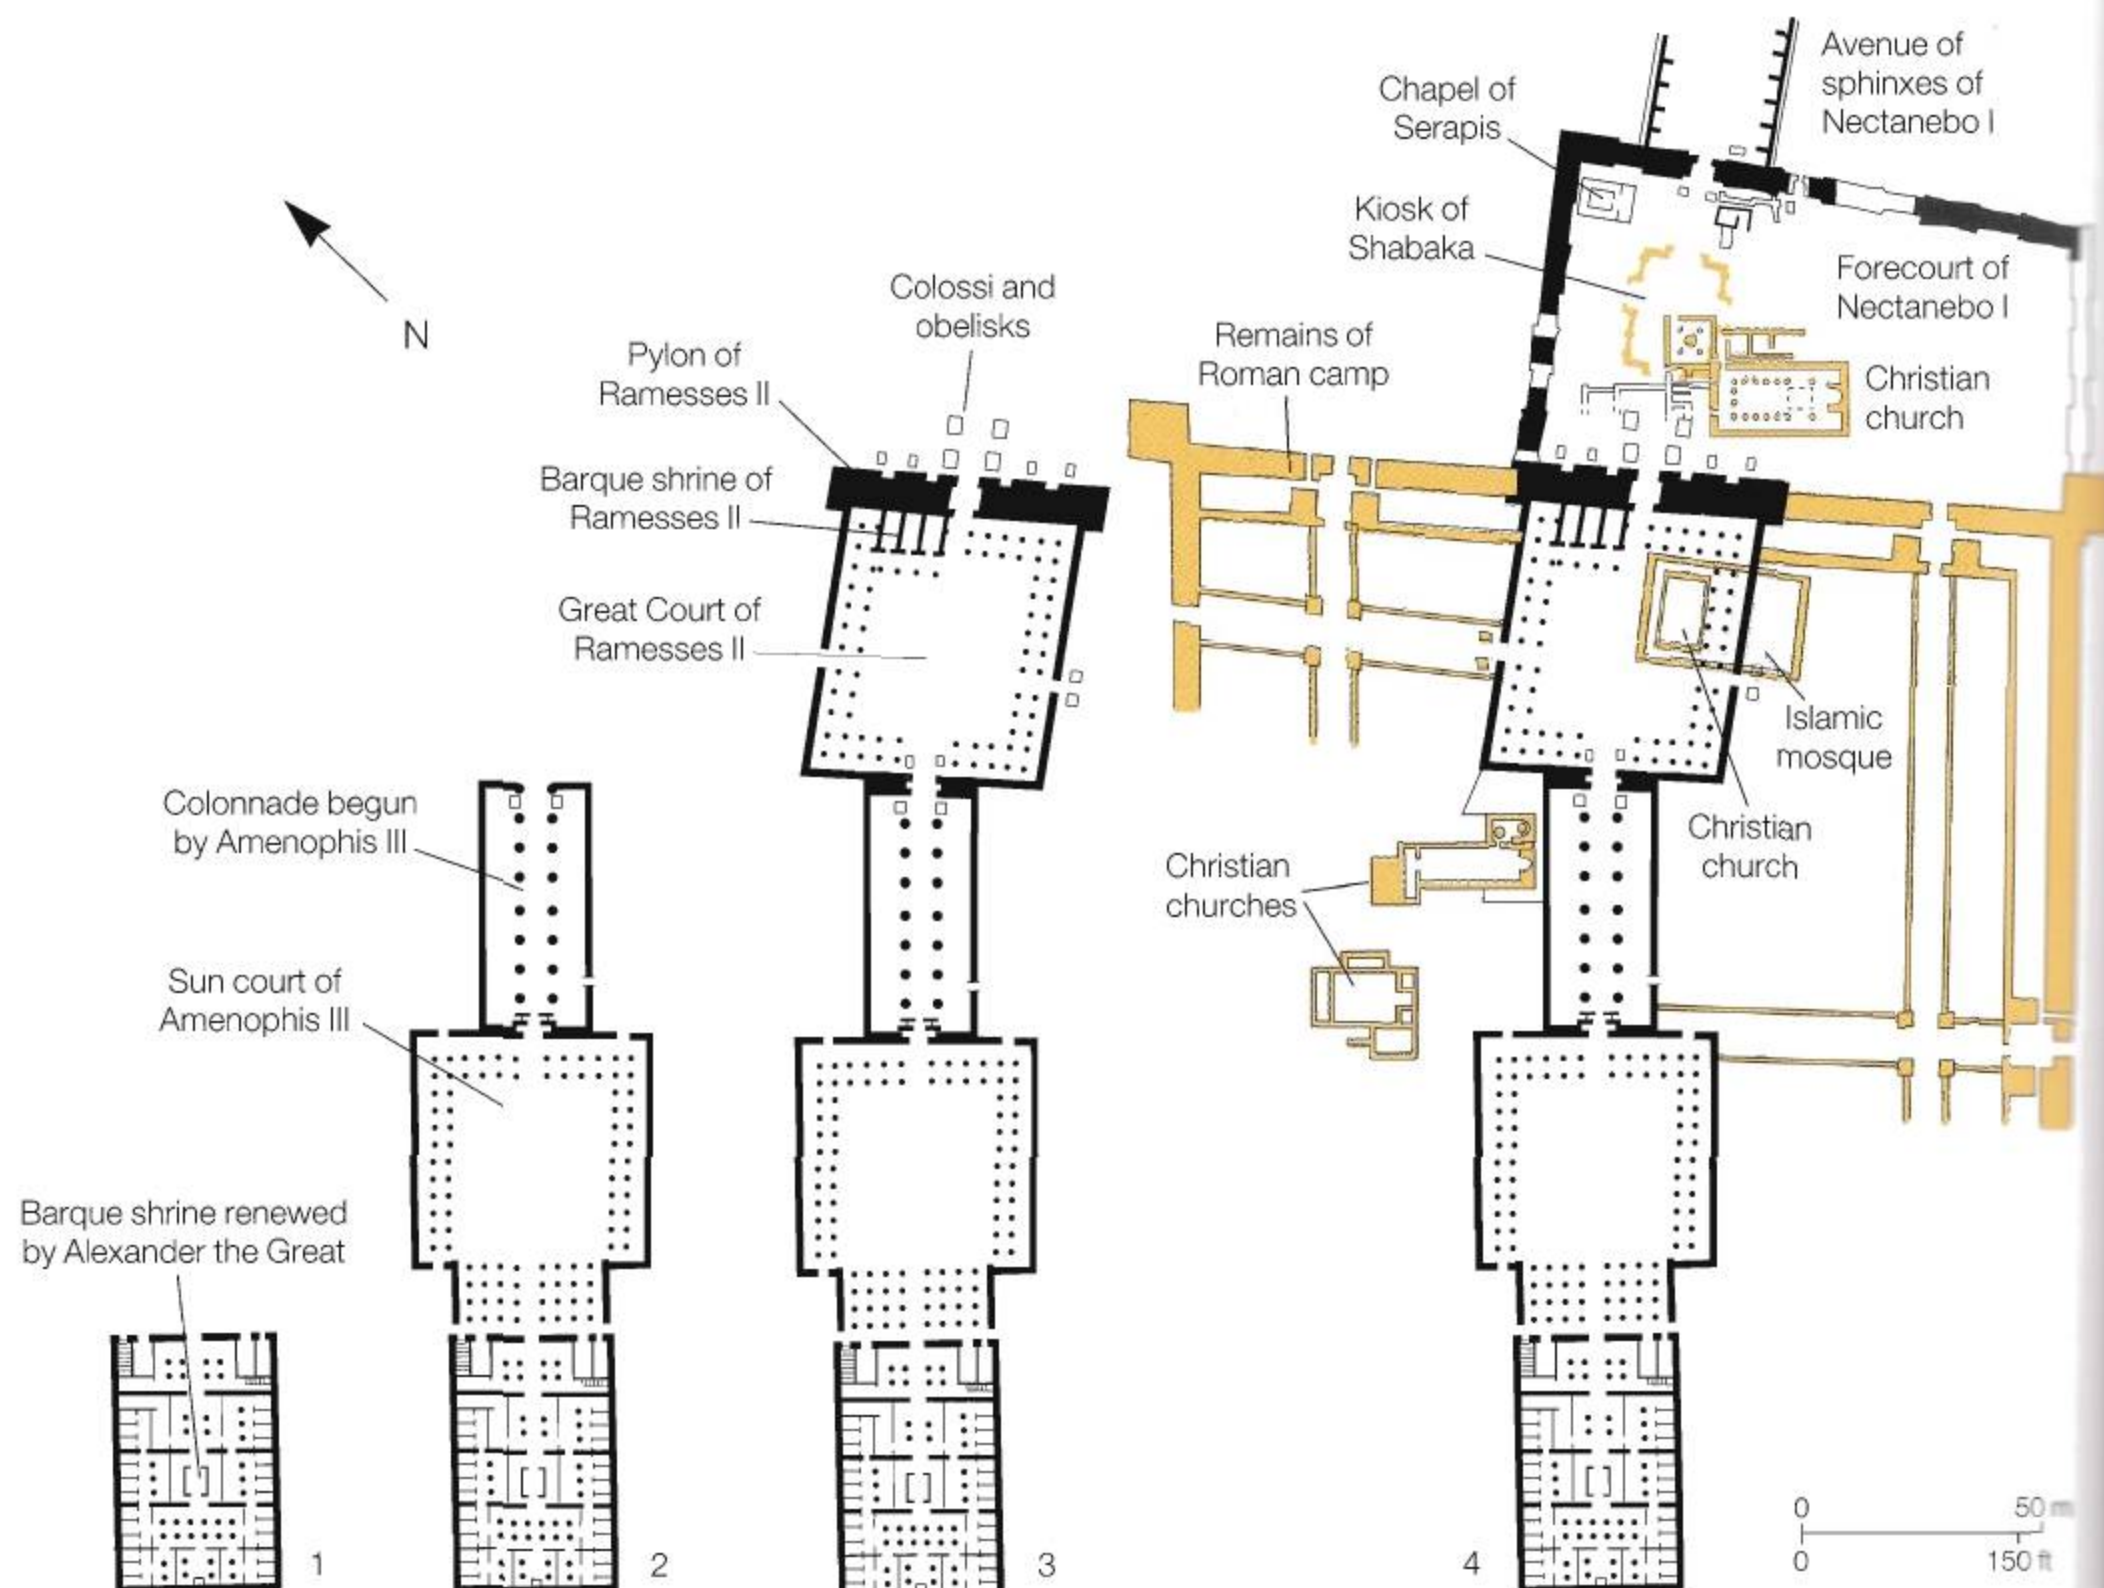 Avenue of
sphinxes of
Nectanebo I
Chapel of
Serapis
Kiosk of
Shabaka
Forecourt of
Nectanebo I
Colossi and
obelisks
N
Remains of
Roman camp
Pylon of
Ramesses II
Christian
church
Barque shrine of
Ramesses II
Great Court of
Ramesses II
Islamic
mosque
Colonnade begun
by Amenophis III
Christian
church
Christian
churches
Sun court of
Amenophis III
Barque shrine renewed
by Alexander the Great
0 50 m
0 150 ft
1
2
3
4